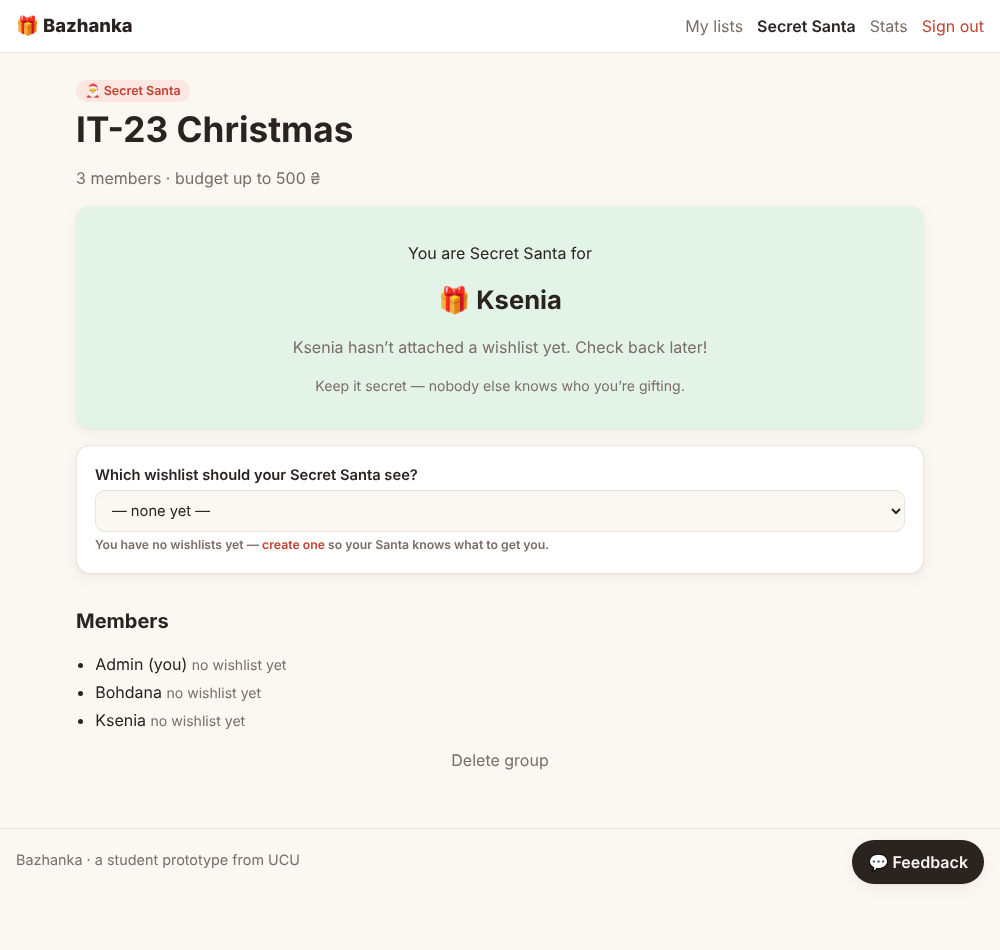 🎁 Bazhanka
My lists Secret Santa Stats Sign out
🎅 Secret Santa
IT-23 Christmas
3 members · budget up to 500 ₴
You are Secret Santa for
🎁 Ksenia
Ksenia hasn’t attached a wishlist yet. Check back later!
Keep it secret — nobody else knows who you’re gifting.
Which wishlist should your Secret Santa see?
— none yet —
You have no wishlists yet — create one so your Santa knows what to get you.
Members
• Admin (you) no wishlist yet
• Bohdana no wishlist yet
• Ksenia no wishlist yet
Delete group
Bazhanka · a student prototype from UCU
💬 Feedback